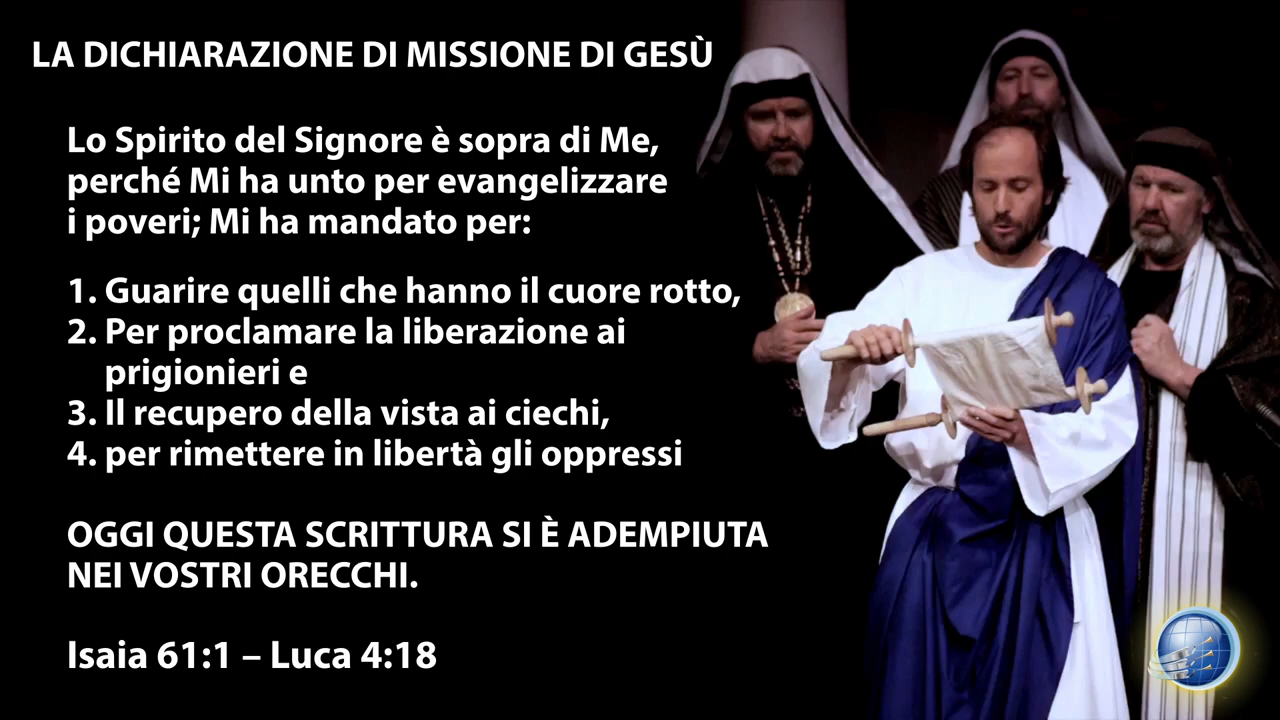 LA DICHIARAZIONE DI MISSIONE DI GESÙ
Lo Spirito del Signore è sopra di Me,
perché Mi ha unto per evangelizzare
i poveri; Mi ha mandato per:
1. Guarire quelli che hanno il cuore rotto,
2. Per proclamare la liberazione ai
prigionieri e
3. Il recupero della vista ai ciechi,
4. per rimettere in libertà gli oppressi
OGGI QUESTA SCRITTURA SI È ADEMPIUTA
NEI VOSTRI ORECCHI.
Isaia 61:1 – Luca 4:18